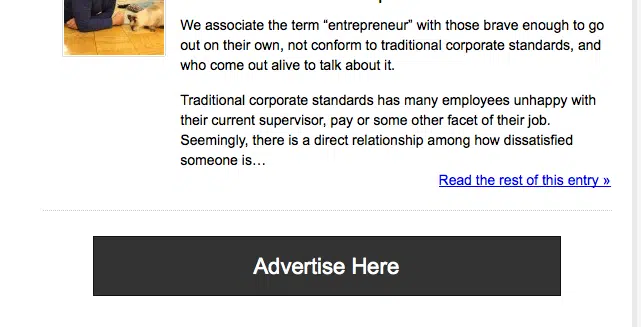 We associate the term “entrepreneur” with those brave enough to go
out on their own, not conform to traditional corporate standards, and
who come out alive to talk about it.
Traditional corporate standards has many employees unhappy with
their current supervisor, pay or some other facet of their job.
Seemingly, there is a direct relationship among how dissatisfied
someone is…
Read the rest of this entry »
Advertise Here